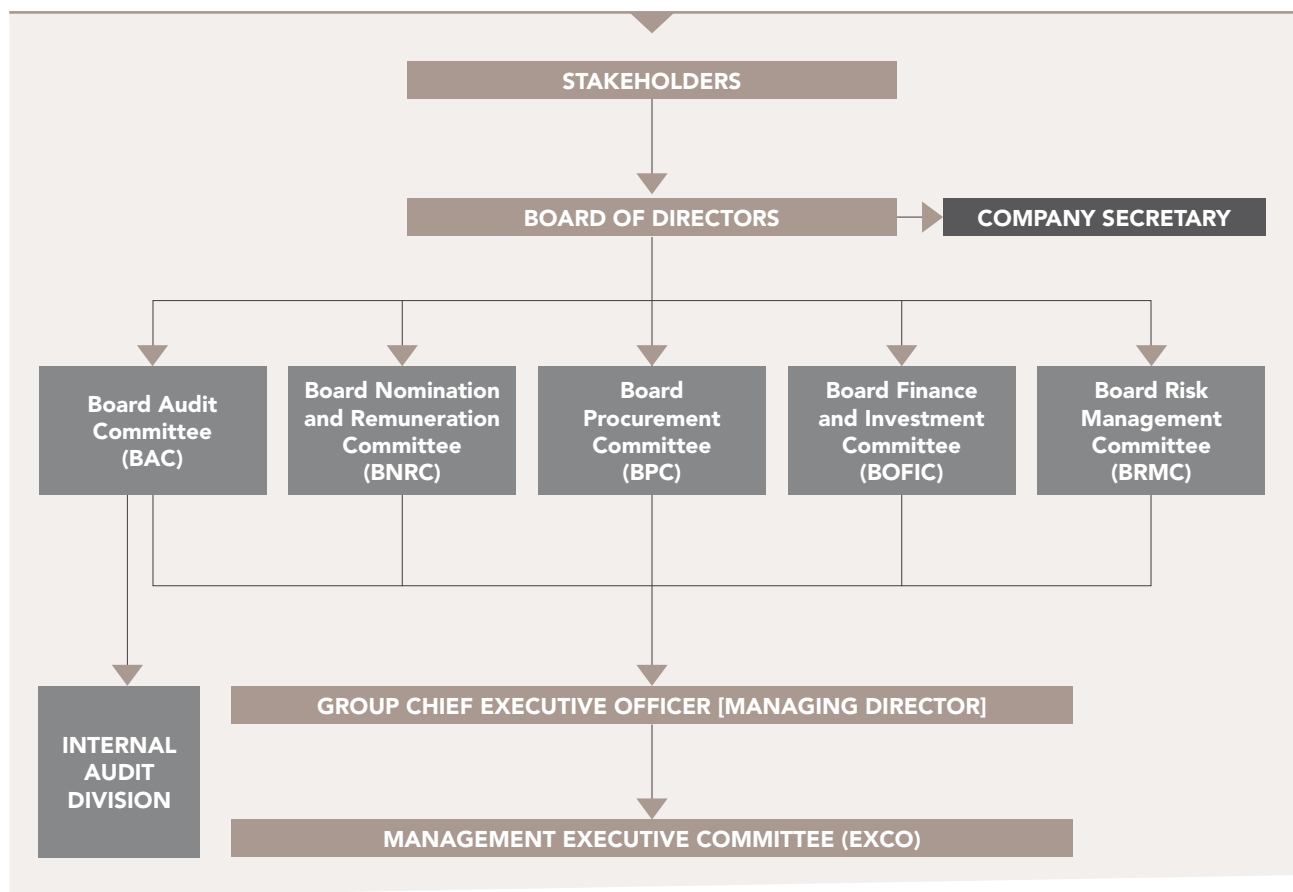 STAKEHOLDERS
BOARD OF DIRECTORS
COMPANY SECRETARY
Board Audit
Committee
(BAC)
Board Nomination
and Remuneration
Committee
(BNRC)
Board
Procurement
Committee
(BPC)
Board Finance
and Investment
Committee
(BOFIC)
Board Risk
Management
Committee
(BRMC)
INTERNAL
AUDIT
DIVISION
GROUP CHIEF EXECUTIVE OFFICER [MANAGING DIRECTOR]
MANAGEMENT EXECUTIVE COMMITTEE (EXCO)